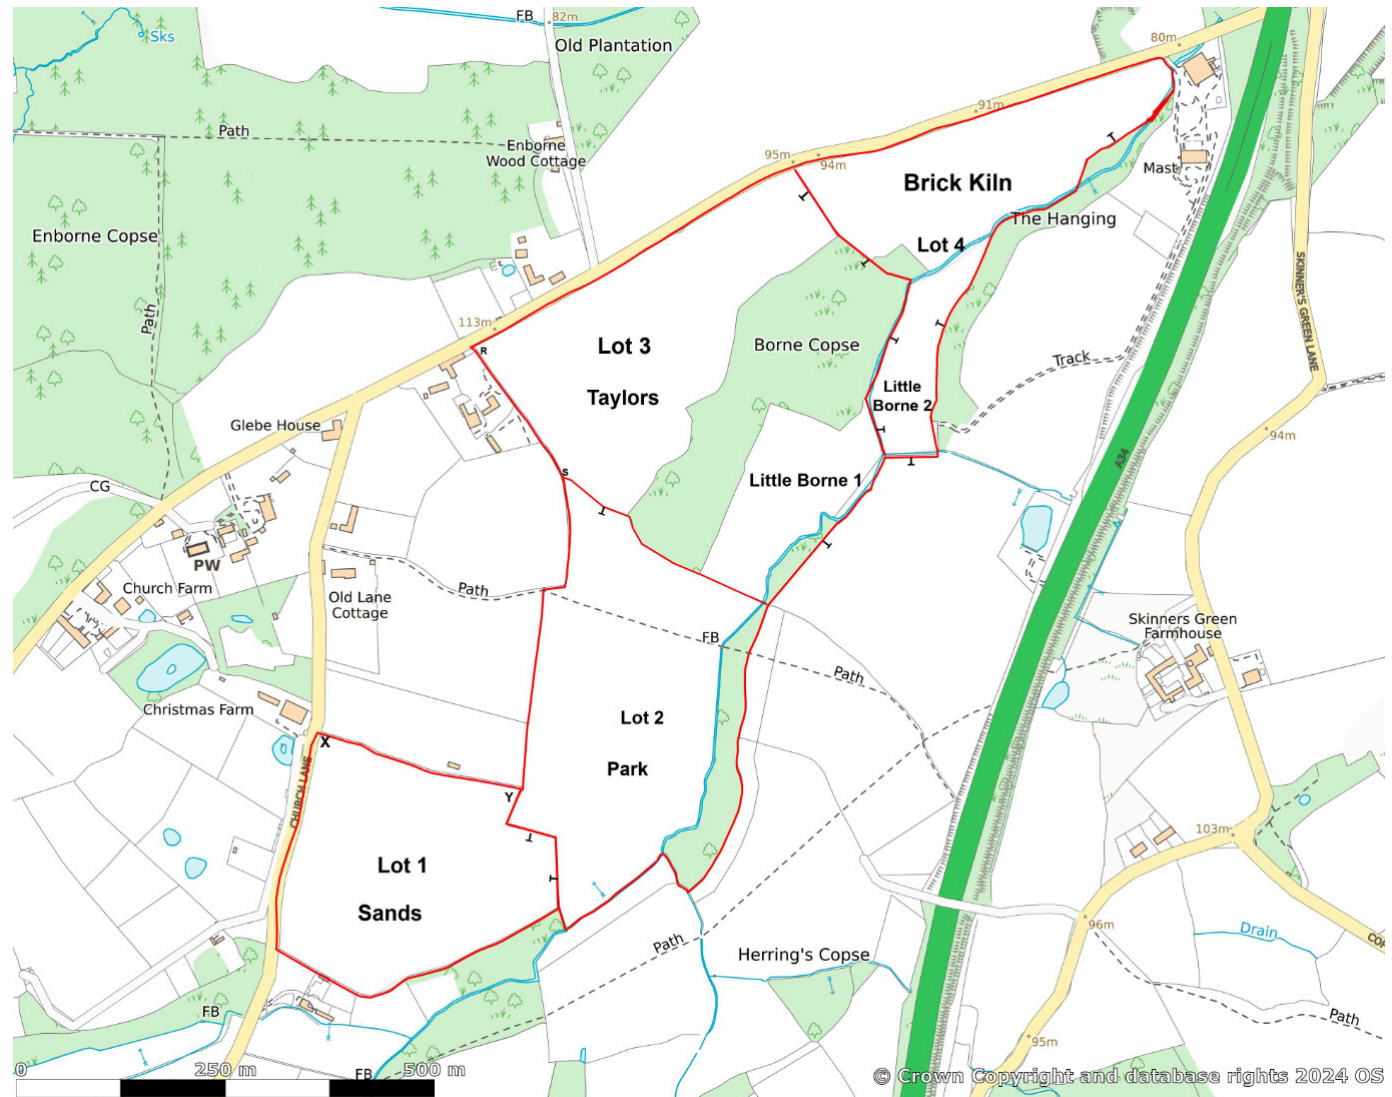 FB
82m
Sks
Old Plantation
80m
91m
Path
Enborne
Wood Cottage
95m
94m
Brick Kiln
Mast
The Hanging
Enborne Copse
Lot 4
SKINNER'S GREEN LANE
Path
113m
R
Lot 3
Borne Copse
Track
Taylors
Little
Borne 2
Glebe House
94m
A34
S
CG
Little Borne 1
PW
Church Farm
Path
Old Lane
Cottage
Skinners Green
Farmhouse
FB
Path
Christmas Farm
Lot 2
X
Park
CHURCH LANE
Y
103m
Lot 1
Sands
96m
Path
Drain
Herring's Copse
FB
Path
95m
0
250 m
500 m
FB
© Crown Copyright and database rights 2024 OS